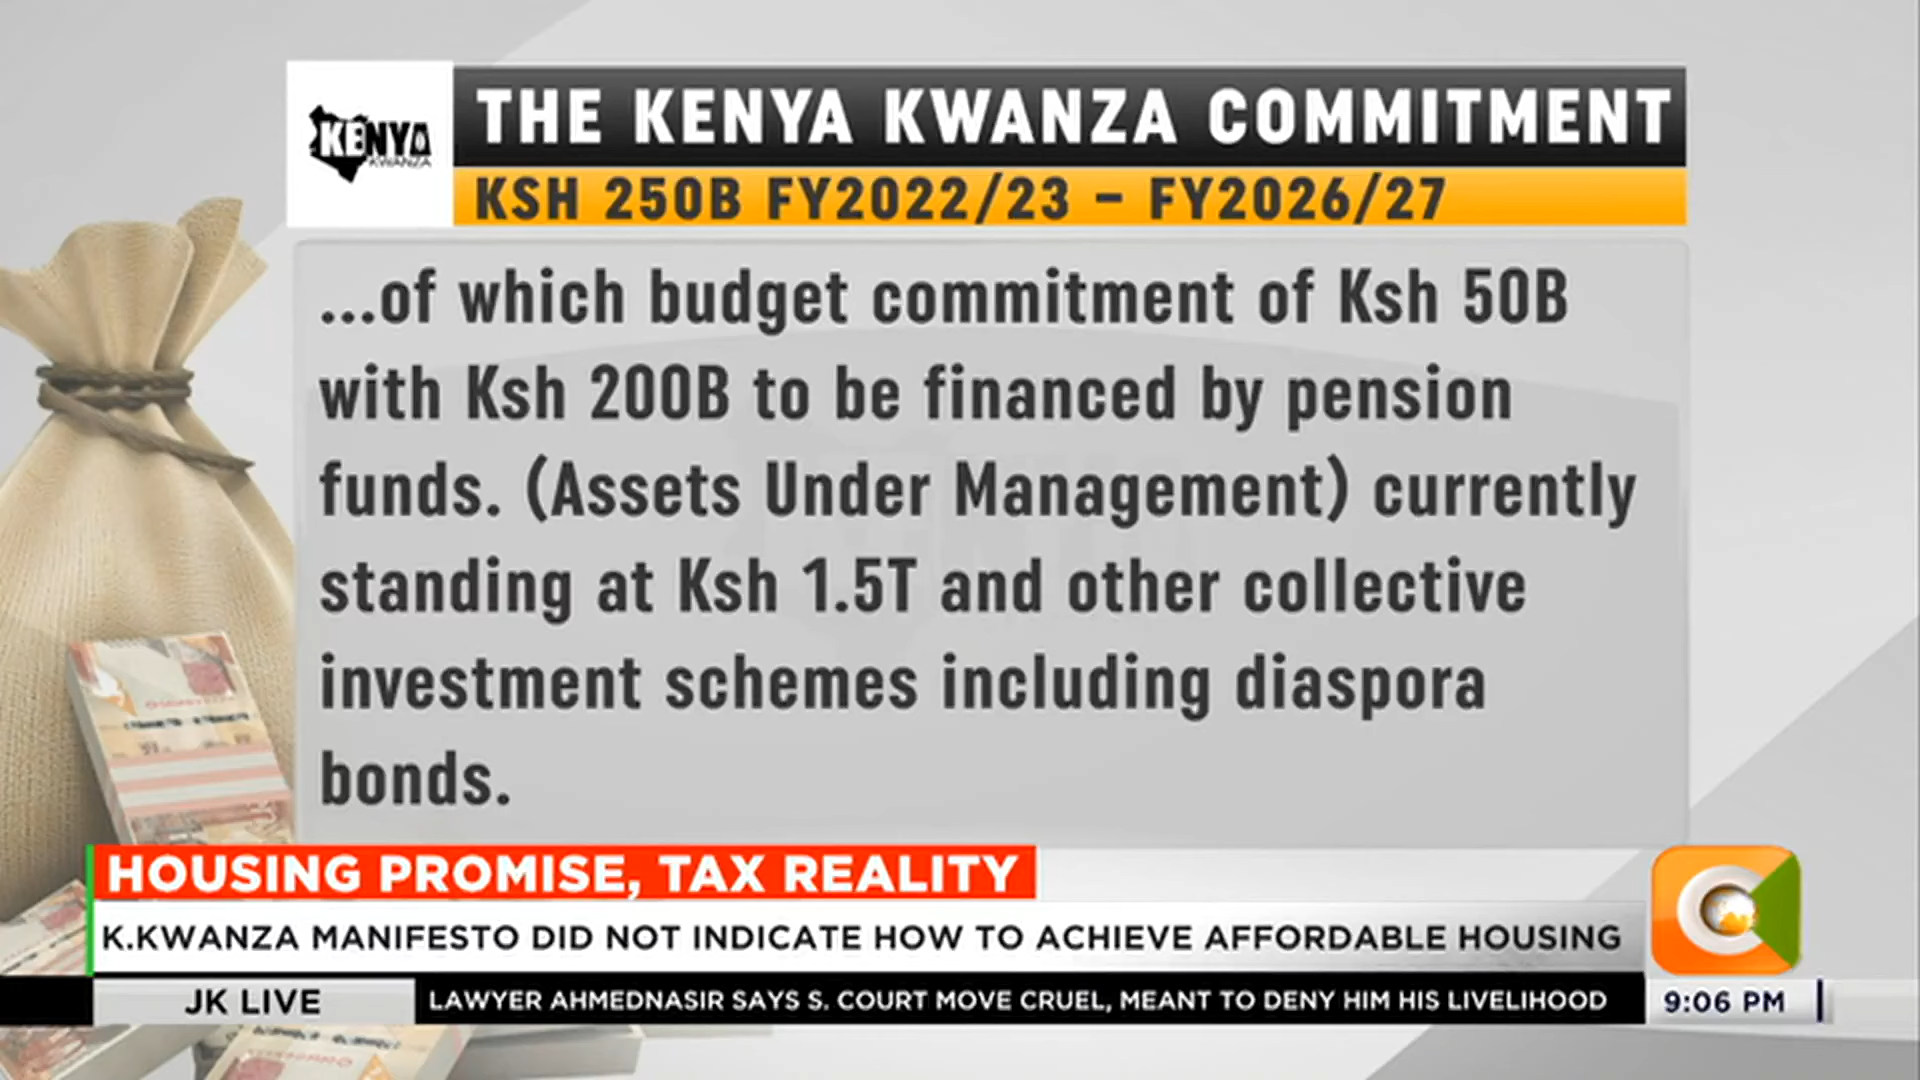 KENYA
KWANZA
THE KENYA KWANZA COMMITMENT
KSH 250B FY2022/23 – FY2026/27
...of which budget commitment of Ksh 50B
with Ksh 200B to be financed by pension
funds. (Assets Under Management) currently
standing at Ksh 1.5T and other collective
investment schemes including diaspora
bonds.
HOUSING PROMISE, TAX REALITY
K.KWANZA MANIFESTO DID NOT INDICATE HOW TO ACHIEVE AFFORDABLE HOUSING
JK LIVE
LAWYER AHMEDNASIR SAYS S. COURT MOVE CRUEL, MEANT TO DENY HIM HIS LIVELIHOOD
9:06 PM